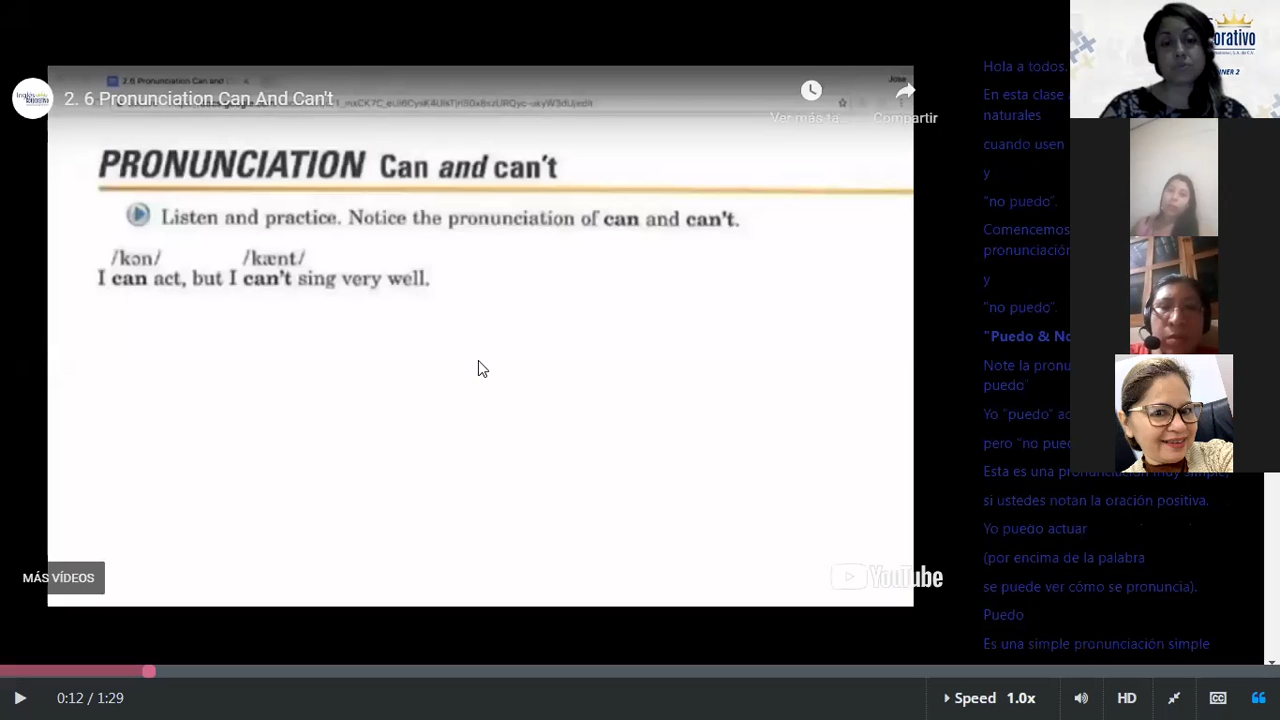 2. 6 Pronunciation Can And Can't
Ver más ta...
Compartir
PRONUNCIATION Can and can't
Listen and practice. Notice the pronunciation of can and can't.
/kən/ /kænt/
I can act, but I can't sing very well.
MÁS VÍDEOS
YouTube
0:12 / 1:29
Speed 1.0x
HD
CC
orativo
NER 2
Hola a todos.
En esta clase
naturales
cuando usen
y
"no puedo".
Comencemos
pronunciación
y
"no puedo".
"Puedo & No
Note la pronu
puedo"
Yo "puedo" ac
pero "no pued
Esta es una pronunciación muy simple,
si ustedes notan la oración positiva.
Yo puedo actuar
(por encima de la palabra
se puede ver cómo se pronuncia).
Puedo
Es una simple pronunciación simple